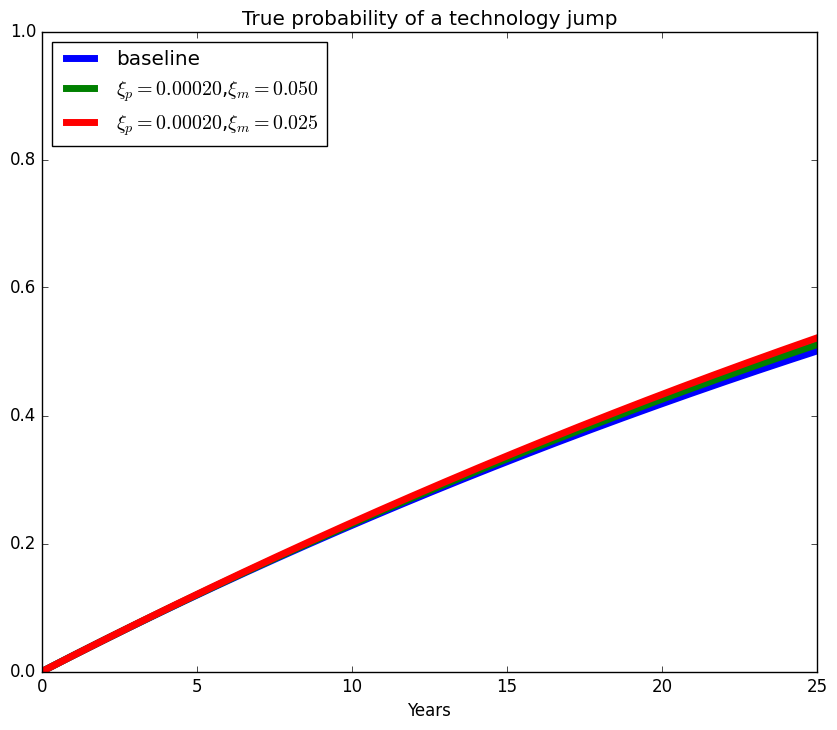 True probability of a technology jump
baseline
ξp = 0.00020,ξm = 0.050
ξp = 0.00020,ξm = 0.025
1.0
0.8
0.6
0.4
0.2
0.0
0 5 10 15 20 25
Years